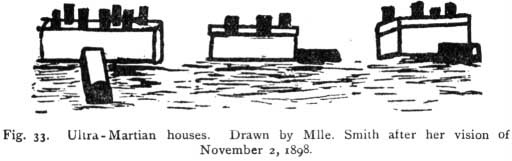 Fig. 33. Ultra-Martian houses. Drawn by Mlle. Smith after her vision of
November 2, 1898.